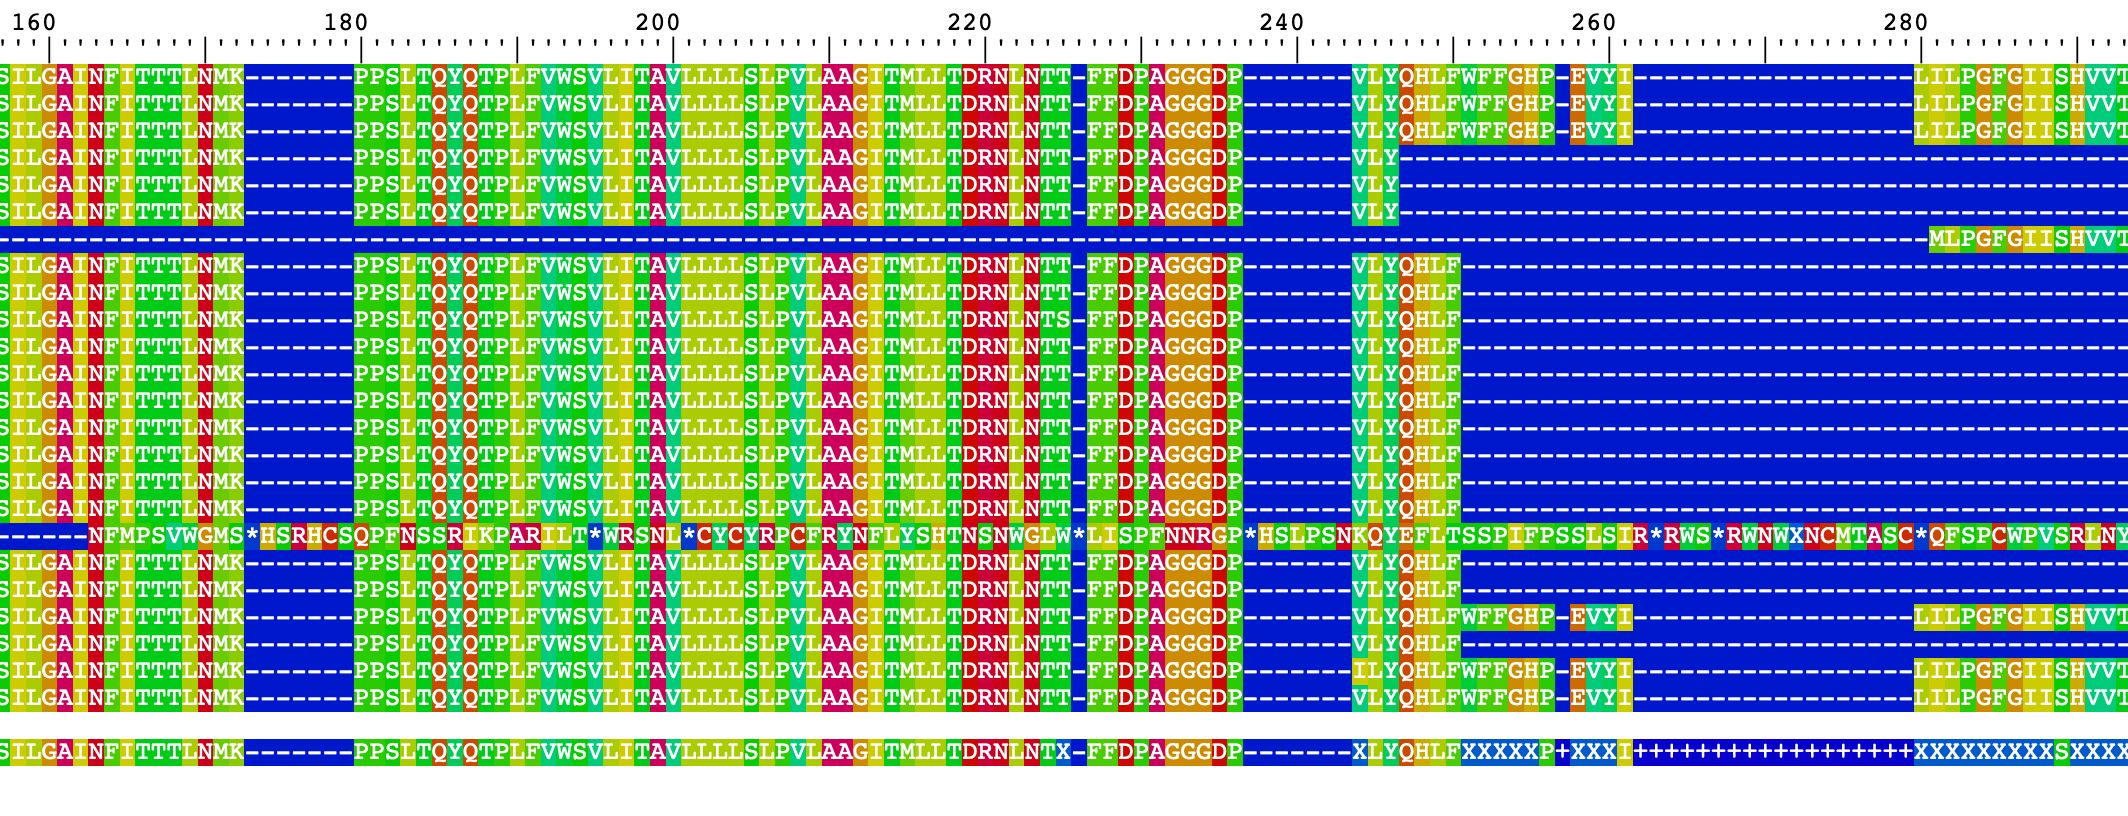 160 180 200 220 240 260 280
SILGAINFITTTLNMK-------PPSLTQYQTPLFVWSVLITAVLLLLSLPVLAAGITMLLTDRNLNTT-FFDPAGGGDP-------VLYQHLFWFFGHP-EVYI------------------LILPGFGIISHVVT
SILGAINFITTTLNMK-------PPSLTQYQTPLFVWSVLITAVLLLLSLPVLAAGITMLLTDRNLNTT-FFDPAGGGDP-------VLYQHLFWFFGHP-EVYI------------------LILPGFGIISHVVT
SILGAINFITTTLNMK-------PPSLTQYQTPLFVWSVLITAVLLLLSLPVLAAGITMLLTDRNLNTT-FFDPAGGGDP-------VLYQHLFWFFGHP-EVYI------------------LILPGFGIISHVVT
SILGAINFITTTLNMK-------PPSLTQYQTPLFVWSVLITAVLLLLSLPVLAAGITMLLTDRNLNTT-FFDPAGGGDP-------VLY-----------------------------------------------
SILGAINFITTTLNMK-------PPSLTQYQTPLFVWSVLITAVLLLLSLPVLAAGITMLLTDRNLNTT-FFDPAGGGDP-------VLY-----------------------------------------------
SILGAINFITTTLNMK-------PPSLTQYQTPLFVWSVLITAVLLLLSLPVLAAGITMLLTDRNLNTT-FFDPAGGGDP-------VLY-----------------------------------------------
----------------------------------------------------------------------------------------------------------------------------MLPGFGIISHVVT
SILGAINFITTTLNMK-------PPSLTQYQTPLFVWSVLITAVLLLLSLPVLAAGITMLLTDRNLNTT-FFDPAGGGDP-------VLYQHLF-------------------------------------------
SILGAINFITTTLNMK-------PPSLTQYQTPLFVWSVLITAVLLLLSLPVLAAGITMLLTDRNLNTT-FFDPAGGGDP-------VLYQHLF-------------------------------------------
SILGAINFITTTLNMK-------PPSLTQYQTPLFVWSVLITAVLLLLSLPVLAAGITMLLTDRNLNTS-FFDPAGGGDP-------VLYQHLF-------------------------------------------
SILGAINFITTTLNMK-------PPSLTQYQTPLFVWSVLITAVLLLLSLPVLAAGITMLLTDRNLNTT-FFDPAGGGDP-------VLYQHLF-------------------------------------------
SILGAINFITTTLNMK-------PPSLTQYQTPLFVWSVLITAVLLLLSLPVLAAGITMLLTDRNLNTT-FFDPAGGGDP-------VLYQHLF-------------------------------------------
SILGAINFITTTLNMK-------PPSLTQYQTPLFVWSVLITAVLLLLSLPVLAAGITMLLTDRNLNTT-FFDPAGGGDP-------VLYQHLF-------------------------------------------
SILGAINFITTTLNMK-------PPSLTQYQTPLFVWSVLITAVLLLLSLPVLAAGITMLLTDRNLNTT-FFDPAGGGDP-------VLYQHLF-------------------------------------------
SILGAINFITTTLNMK-------PPSLTQYQTPLFVWSVLITAVLLLLSLPVLAAGITMLLTDRNLNTT-FFDPAGGGDP-------VLYQHLF-------------------------------------------
SILGAINFITTTLNMK-------PPSLTQYQTPLFVWSVLITAVLLLLSLPVLAAGITMLLTDRNLNTT-FFDPAGGGDP-------VLYQHLF-------------------------------------------
SILGAINFITTTLNMK-------PPSLTQYQTPLFVWSVLITAVLLLLSLPVLAAGITMLLTDRNLNTT-FFDPAGGGDP-------VLYQHLF-------------------------------------------
------NFMPSVWGMS*HSRHCSQPFNSSRIKPARILT*WRSNL*CYCYRPCFRYNFLYSHTNSNWGLW*LISPFNNRGP*HSLPSNKQYEFLTSSPIFPSSLSIR*RWS*RWNWXNCMTASC*QFSPCWPVSRLNY
SILGAINFITTTLNMK-------PPSLTQYQTPLFVWSVLITAVLLLLSLPVLAAGITMLLTDRNLNTT-FFDPAGGGDP-------VLYQHLF-------------------------------------------
SILGAINFITTTLNMK-------PPSLTQYQTPLFVWSVLITAVLLLLSLPVLAAGITMLLTDRNLNTT-FFDPAGGGDP-------VLYQHLF-------------------------------------------
SILGAINFITTTLNMK-------PPSLTQYQTPLFVWSVLITAVLLLLSLPVLAAGITMLLTDRNLNTT-FFDPAGGGDP-------VLYQHLFWFFGHP-EVYI------------------LILPGFGIISHVVT
SILGAINFITTTLNMK-------PPSLTQYQTPLFVWSVLITAVLLLLSLPVLAAGITMLLTDRNLNTT-FFDPAGGGDP-------VLYQHLF-------------------------------------------
SILGAINFITTTLNMK-------PPSLTQYQTPLFVWSVLITAVLLLLSLPVLAAGITMLLTDRNLNTT-FFDPAGGGDP-------ILYQHLFWFFGHP-EVYI------------------LILPGFGIISHVVT
SILGAINFITTTLNMK-------PPSLTQYQTPLFVWSVLITAVLLLLSLPVLAAGITMLLTDRNLNTT-FFDPAGGGDP-------VLYQHLFWFFGHP-EVYI------------------LILPGFGIISHVVT
SILGAINFITTTLNMK-------PPSLTQYQTPLFVWSVLITAVLLLLSLPVLAAGITMLLTDRNLNTX-FFDPAGGGDP-------XLYQHLFXXXXXP+XXXI++++++++++++++++++XXXXXXXXXSXXXX